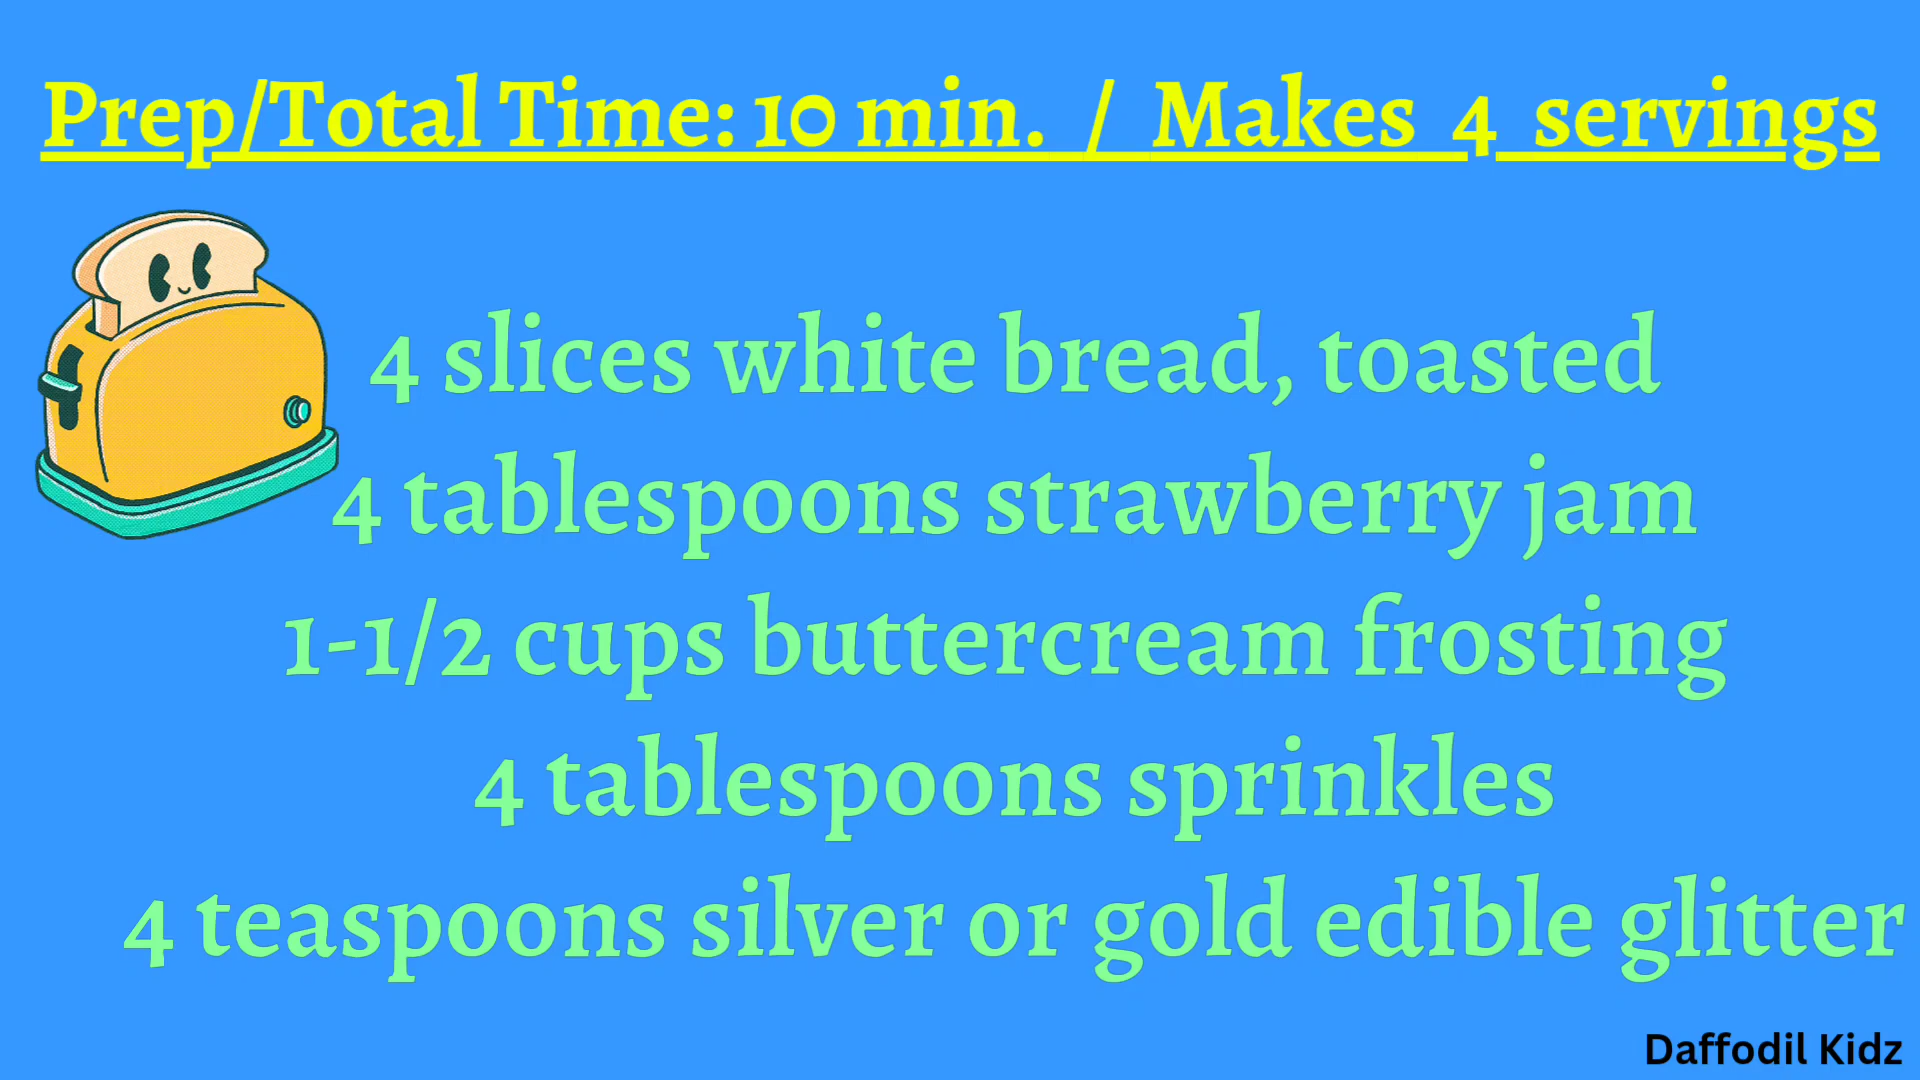 Prep/Total Time: 10 min. / Makes 4 servings
4 slices white bread, toasted
4 tablespoons strawberry jam
1-1/2 cups buttercream frosting
4 tablespoons sprinkles
4 teaspoons silver or gold edible glitter
Daffodil Kidz